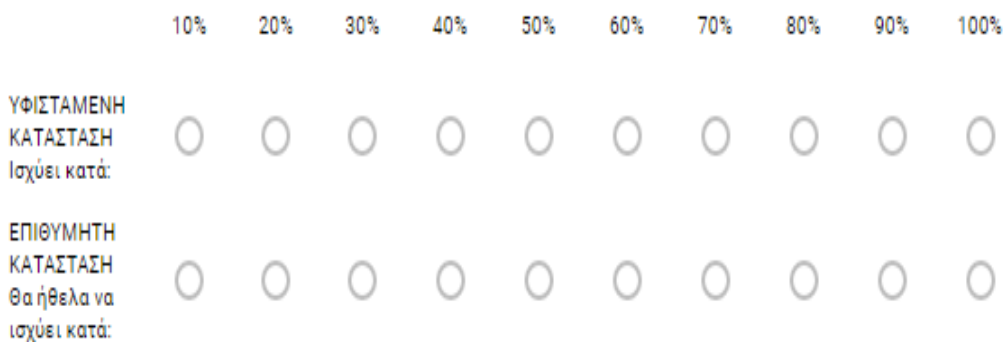 10% 20% 30% 40% 50% 60% 70% 80% 90% 100%
ΥΦΙΣΤΑΜΕΝΗ
ΚΑΤΑΣΤΑΣΗ
Ισχύει κατά:
ΕΠΙΘΥΜΗΤΗ
ΚΑΤΑΣΤΑΣΗ
Θα ήθελα να
ισχύει κατά: